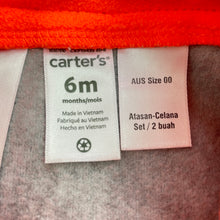 carter's
6m
months/mois
Made in Vietnam
Fabriqué au Vietnam
Hecho en Vietnam
AUS Size 00
Atasan-Celana
Set / 2 buah